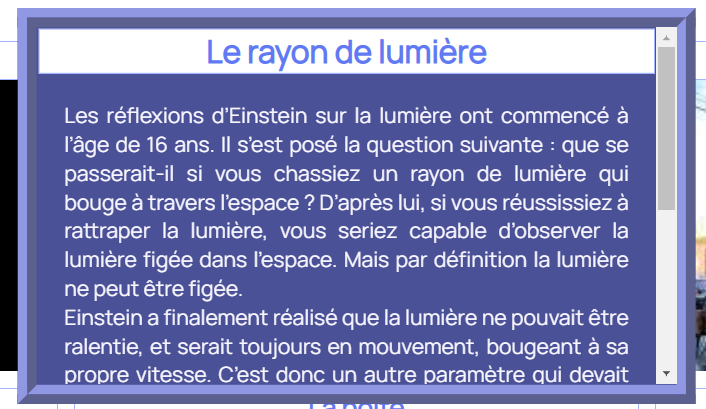 Le rayon de lumière
Les réflexions d’Einstein sur la lumière ont commencé à
l’âge de 16 ans. Il s’est posé la question suivante : que se
passerait-il si vous chassiez un rayon de lumière qui
bouge à travers l’espace ? D’après lui, si vous réussissiez à
rattraper la lumière, vous seriez capable d’observer la
lumière figée dans l’espace. Mais par définition la lumière
ne peut être figée.
Einstein a finalement réalisé que la lumière ne pouvait être
ralentie, et serait toujours en mouvement, bougeant à sa
propre vitesse. C’est donc un autre paramètre qui devait
La boîte